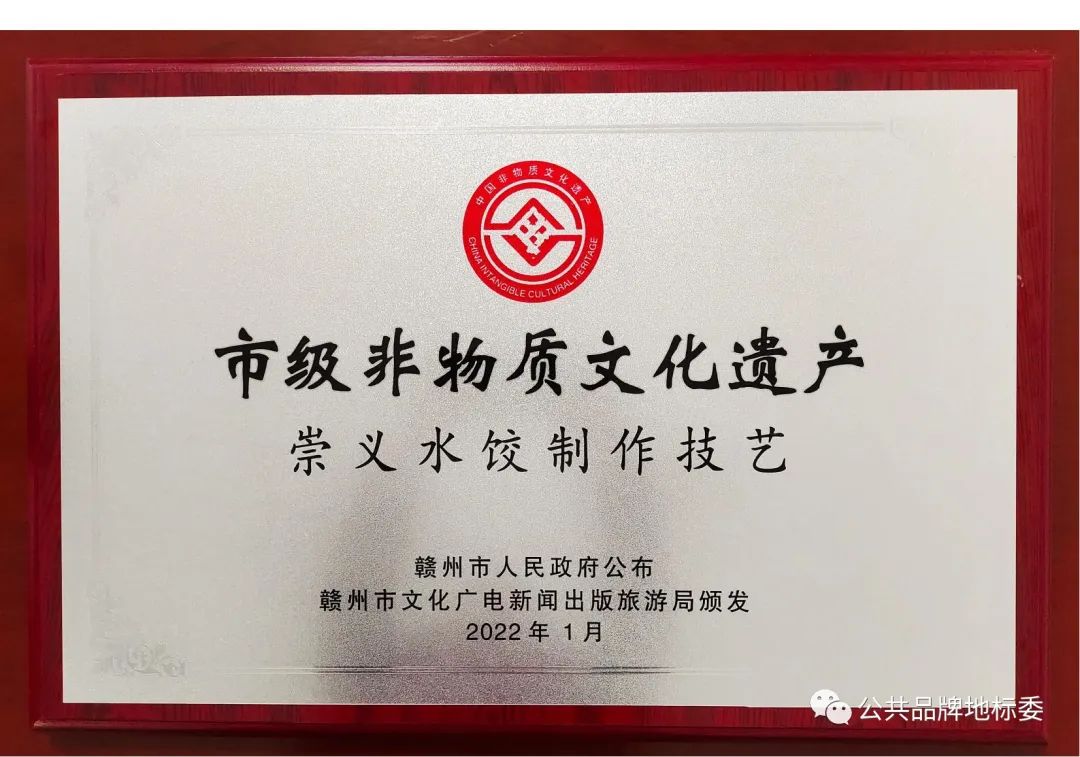 中国非物质文化遗产
CHINA INTANGIBLE CULTURAL HERITAGE
市级非物质文化遗产
崇义水饺制作技艺
赣州市人民政府公布
赣州市文化广电新闻出版旅游局颁发
2022年1月
公共品牌地标委